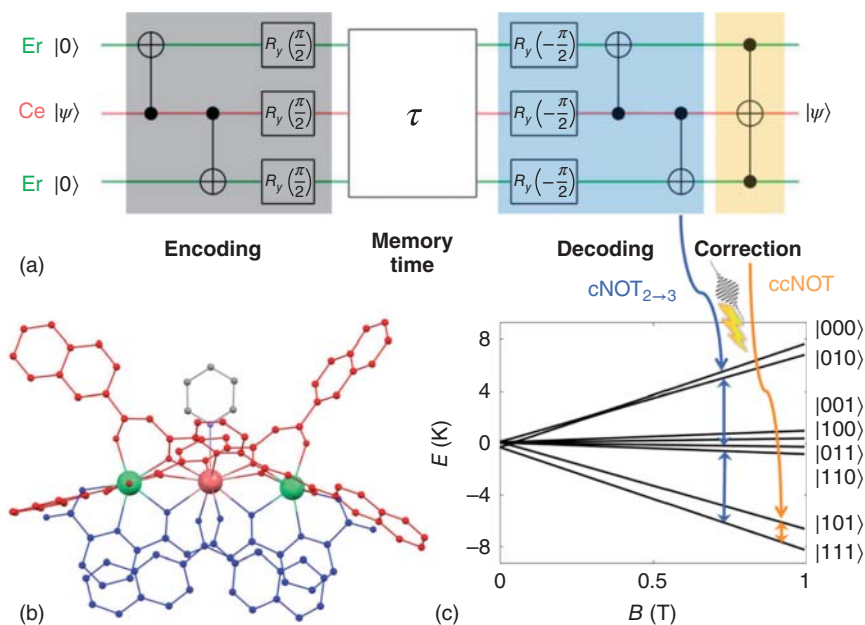 Er |0⟩ R_y(π/2) R_y(−π/2)
Ce |ψ⟩ R_y(π/2) τ R_y(−π/2) |ψ⟩
Er |0⟩ R_y(π/2) R_y(−π/2)
Encoding Memory time Decoding Correction
(a)
cNOT₂→₃ ccNOT
(b)
E (K)
8
4
0
−4
−8
0 0.5 1
B (T)
|000⟩
|010⟩
|001⟩
|100⟩
|011⟩
|110⟩
|101⟩
|111⟩
(c)